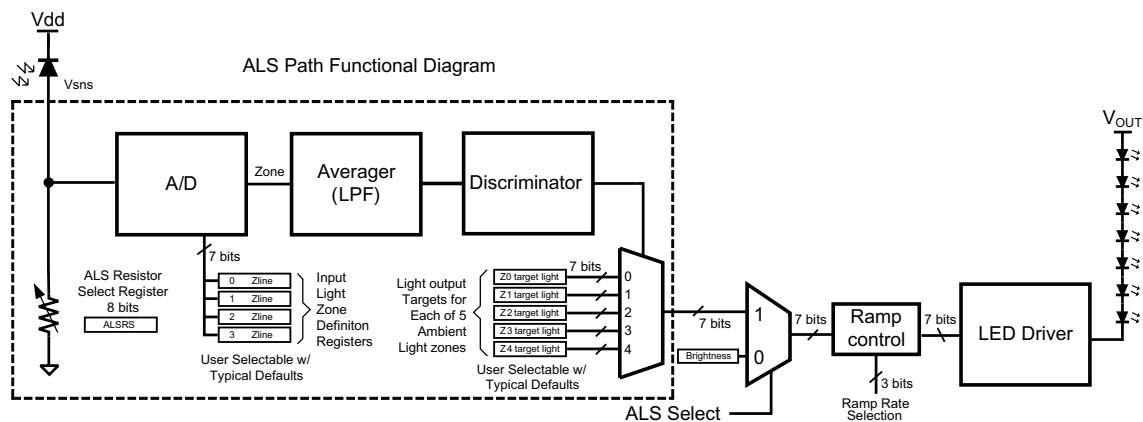 Vdd
ALS Path Functional Diagram
Vsns
V_OUT
A/D
Zone
Averager
(LPF)
Discriminator
7 bits
0 Zline
1 Zline
2 Zline
3 Zline
Input
Light
Zone
Definiton
Registers
User Selectable w/
Typical Defaults
ALS Resistor
Select Register
8 bits
ALSRS
Light output
Targets for
Each of 5
Ambient
Light zones
7 bits
Z0 target light
Z1 target light
Z2 target light
Z3 target light
Z4 target light
0
1
2
3
4
User Selectable w/
Typical Defaults
7 bits
Brightness
1
0
ALS Select
7 bits
Ramp
control
3 bits
Ramp Rate
Selection
7 bits
LED Driver